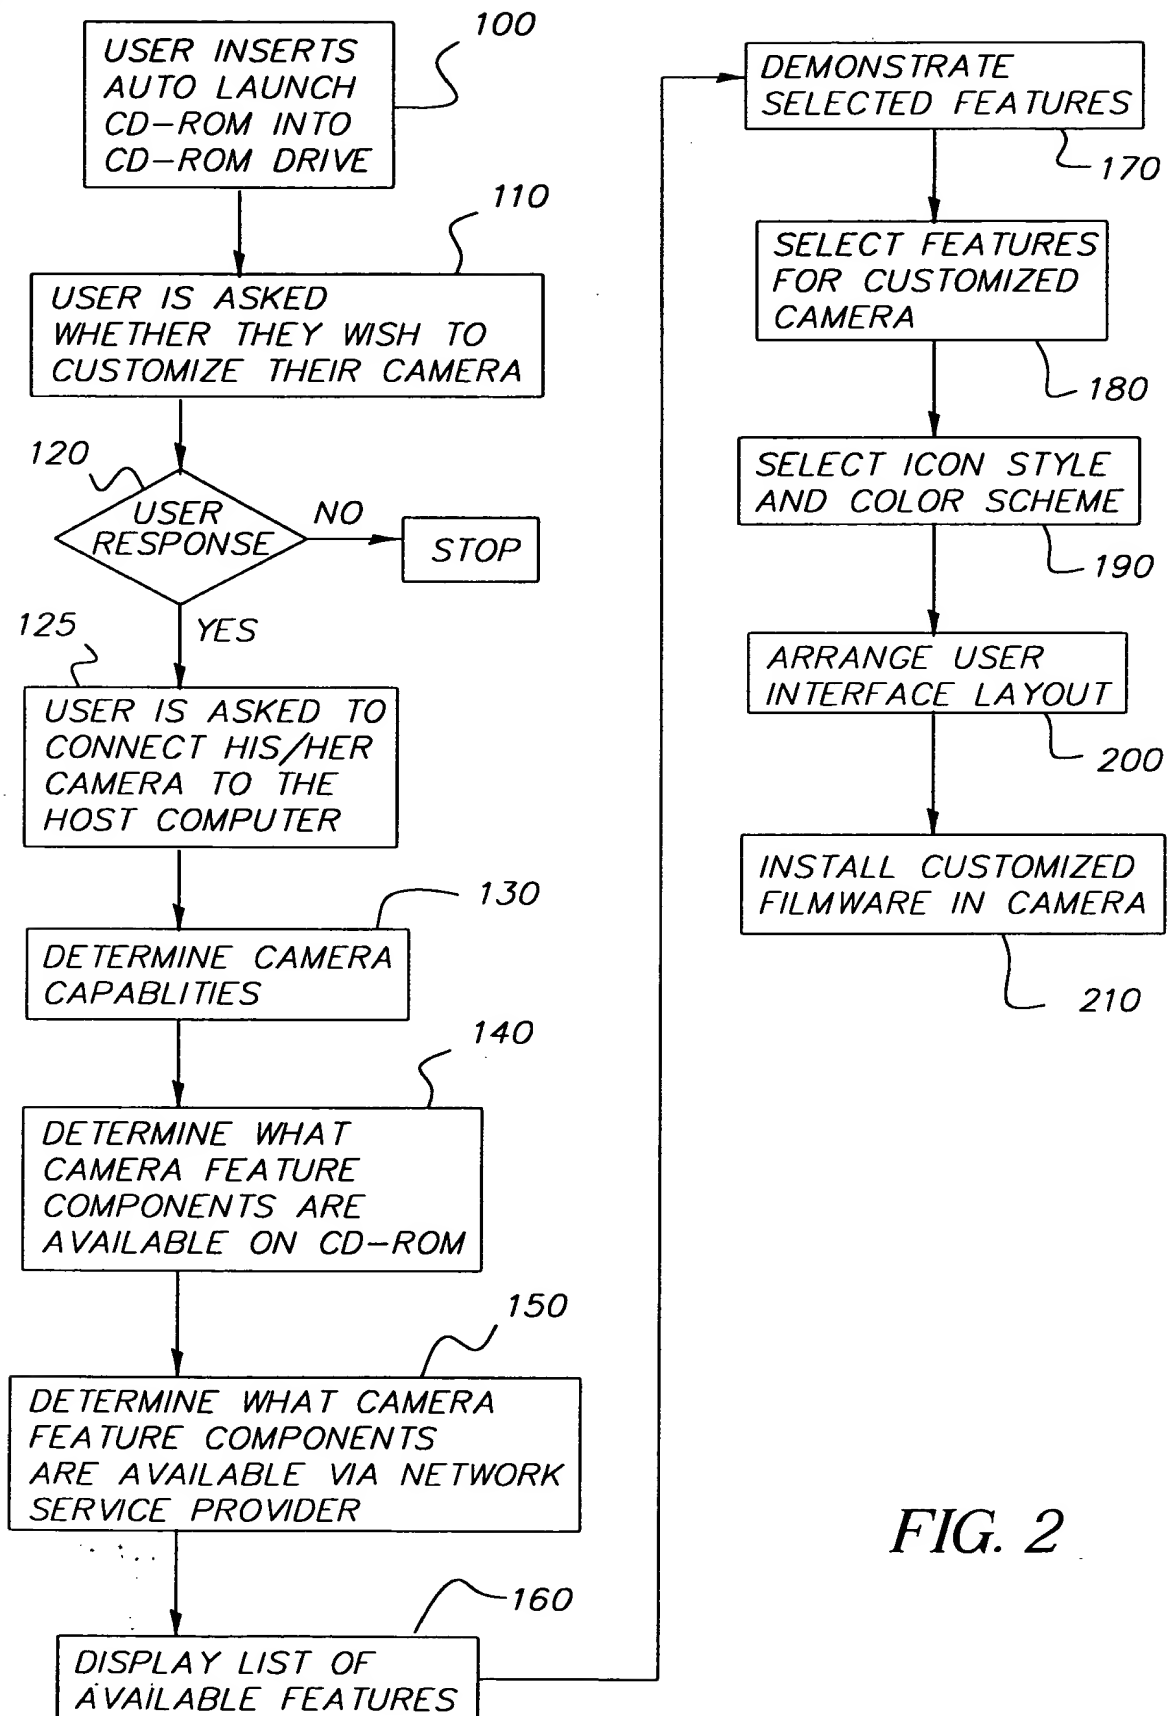 100
USER INSERTS
AUTO LAUNCH
CD-ROM INTO
CD-ROM DRIVE
110
USER IS ASKED
WHETHER THEY WISH TO
CUSTOMIZE THEIR CAMERA
120
USER
RESPONSE
NO
STOP
YES
125
USER IS ASKED TO
CONNECT HIS/HER
CAMERA TO THE
HOST COMPUTER
130
DETERMINE CAMERA
CAPABLITIES
140
DETERMINE WHAT
CAMERA FEATURE
COMPONENTS ARE
AVAILABLE ON CD-ROM
150
DETERMINE WHAT CAMERA
FEATURE COMPONENTS
ARE AVAILABLE VIA NETWORK
SERVICE PROVIDER
160
DISPLAY LIST OF
AVAILABLE FEATURES
DEMONSTRATE
SELECTED FEATURES
170
SELECT FEATURES
FOR CUSTOMIZED
CAMERA
180
SELECT ICON STYLE
AND COLOR SCHEME
190
ARRANGE USER
INTERFACE LAYOUT
200
INSTALL CUSTOMIZED
FILMWARE IN CAMERA
210
FIG. 2